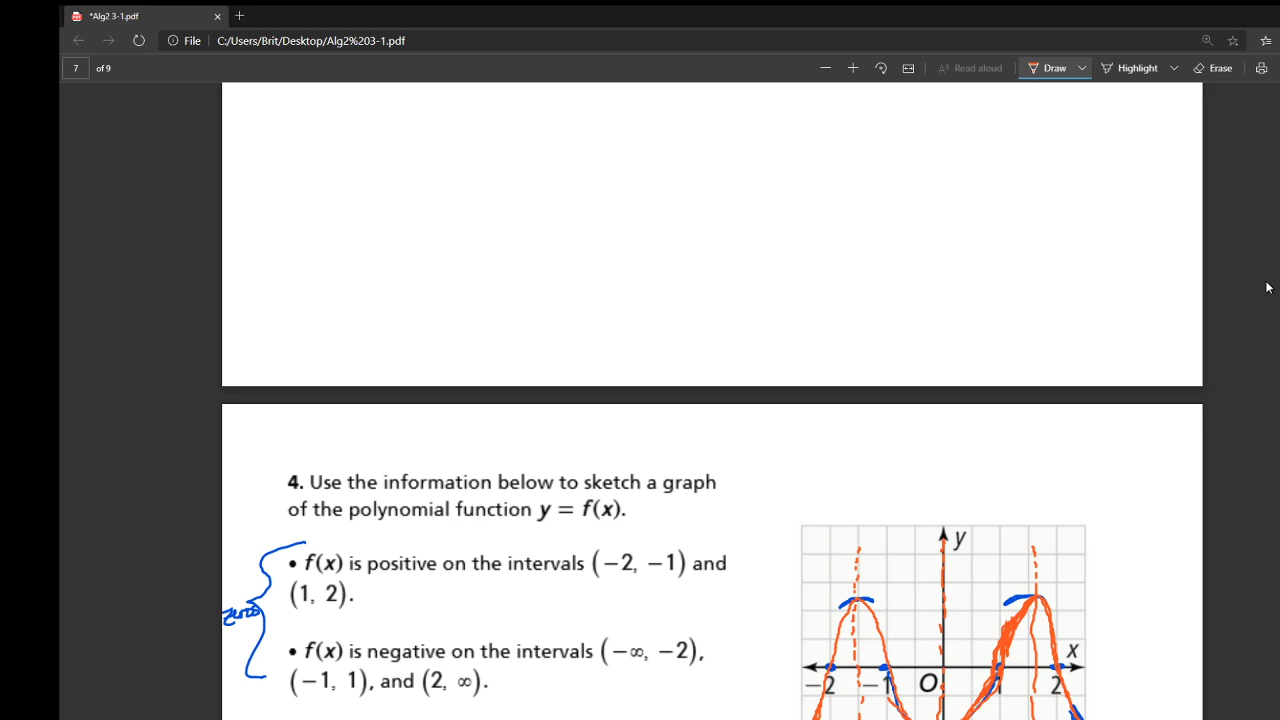 *Alg2 3-1.pdf
File C:/Users/Brit/Desktop/Alg2%203-1.pdf
7 of 9 Read aloud Draw Highlight Erase
4. Use the information below to sketch a graph
of the polynomial function y = f(x).
• f(x) is positive on the intervals (−2, −1) and
(1, 2).
zeros
• f(x) is negative on the intervals (−∞, −2),
(−1, 1), and (2, ∞).
y
x
−2 −1 O 1 2